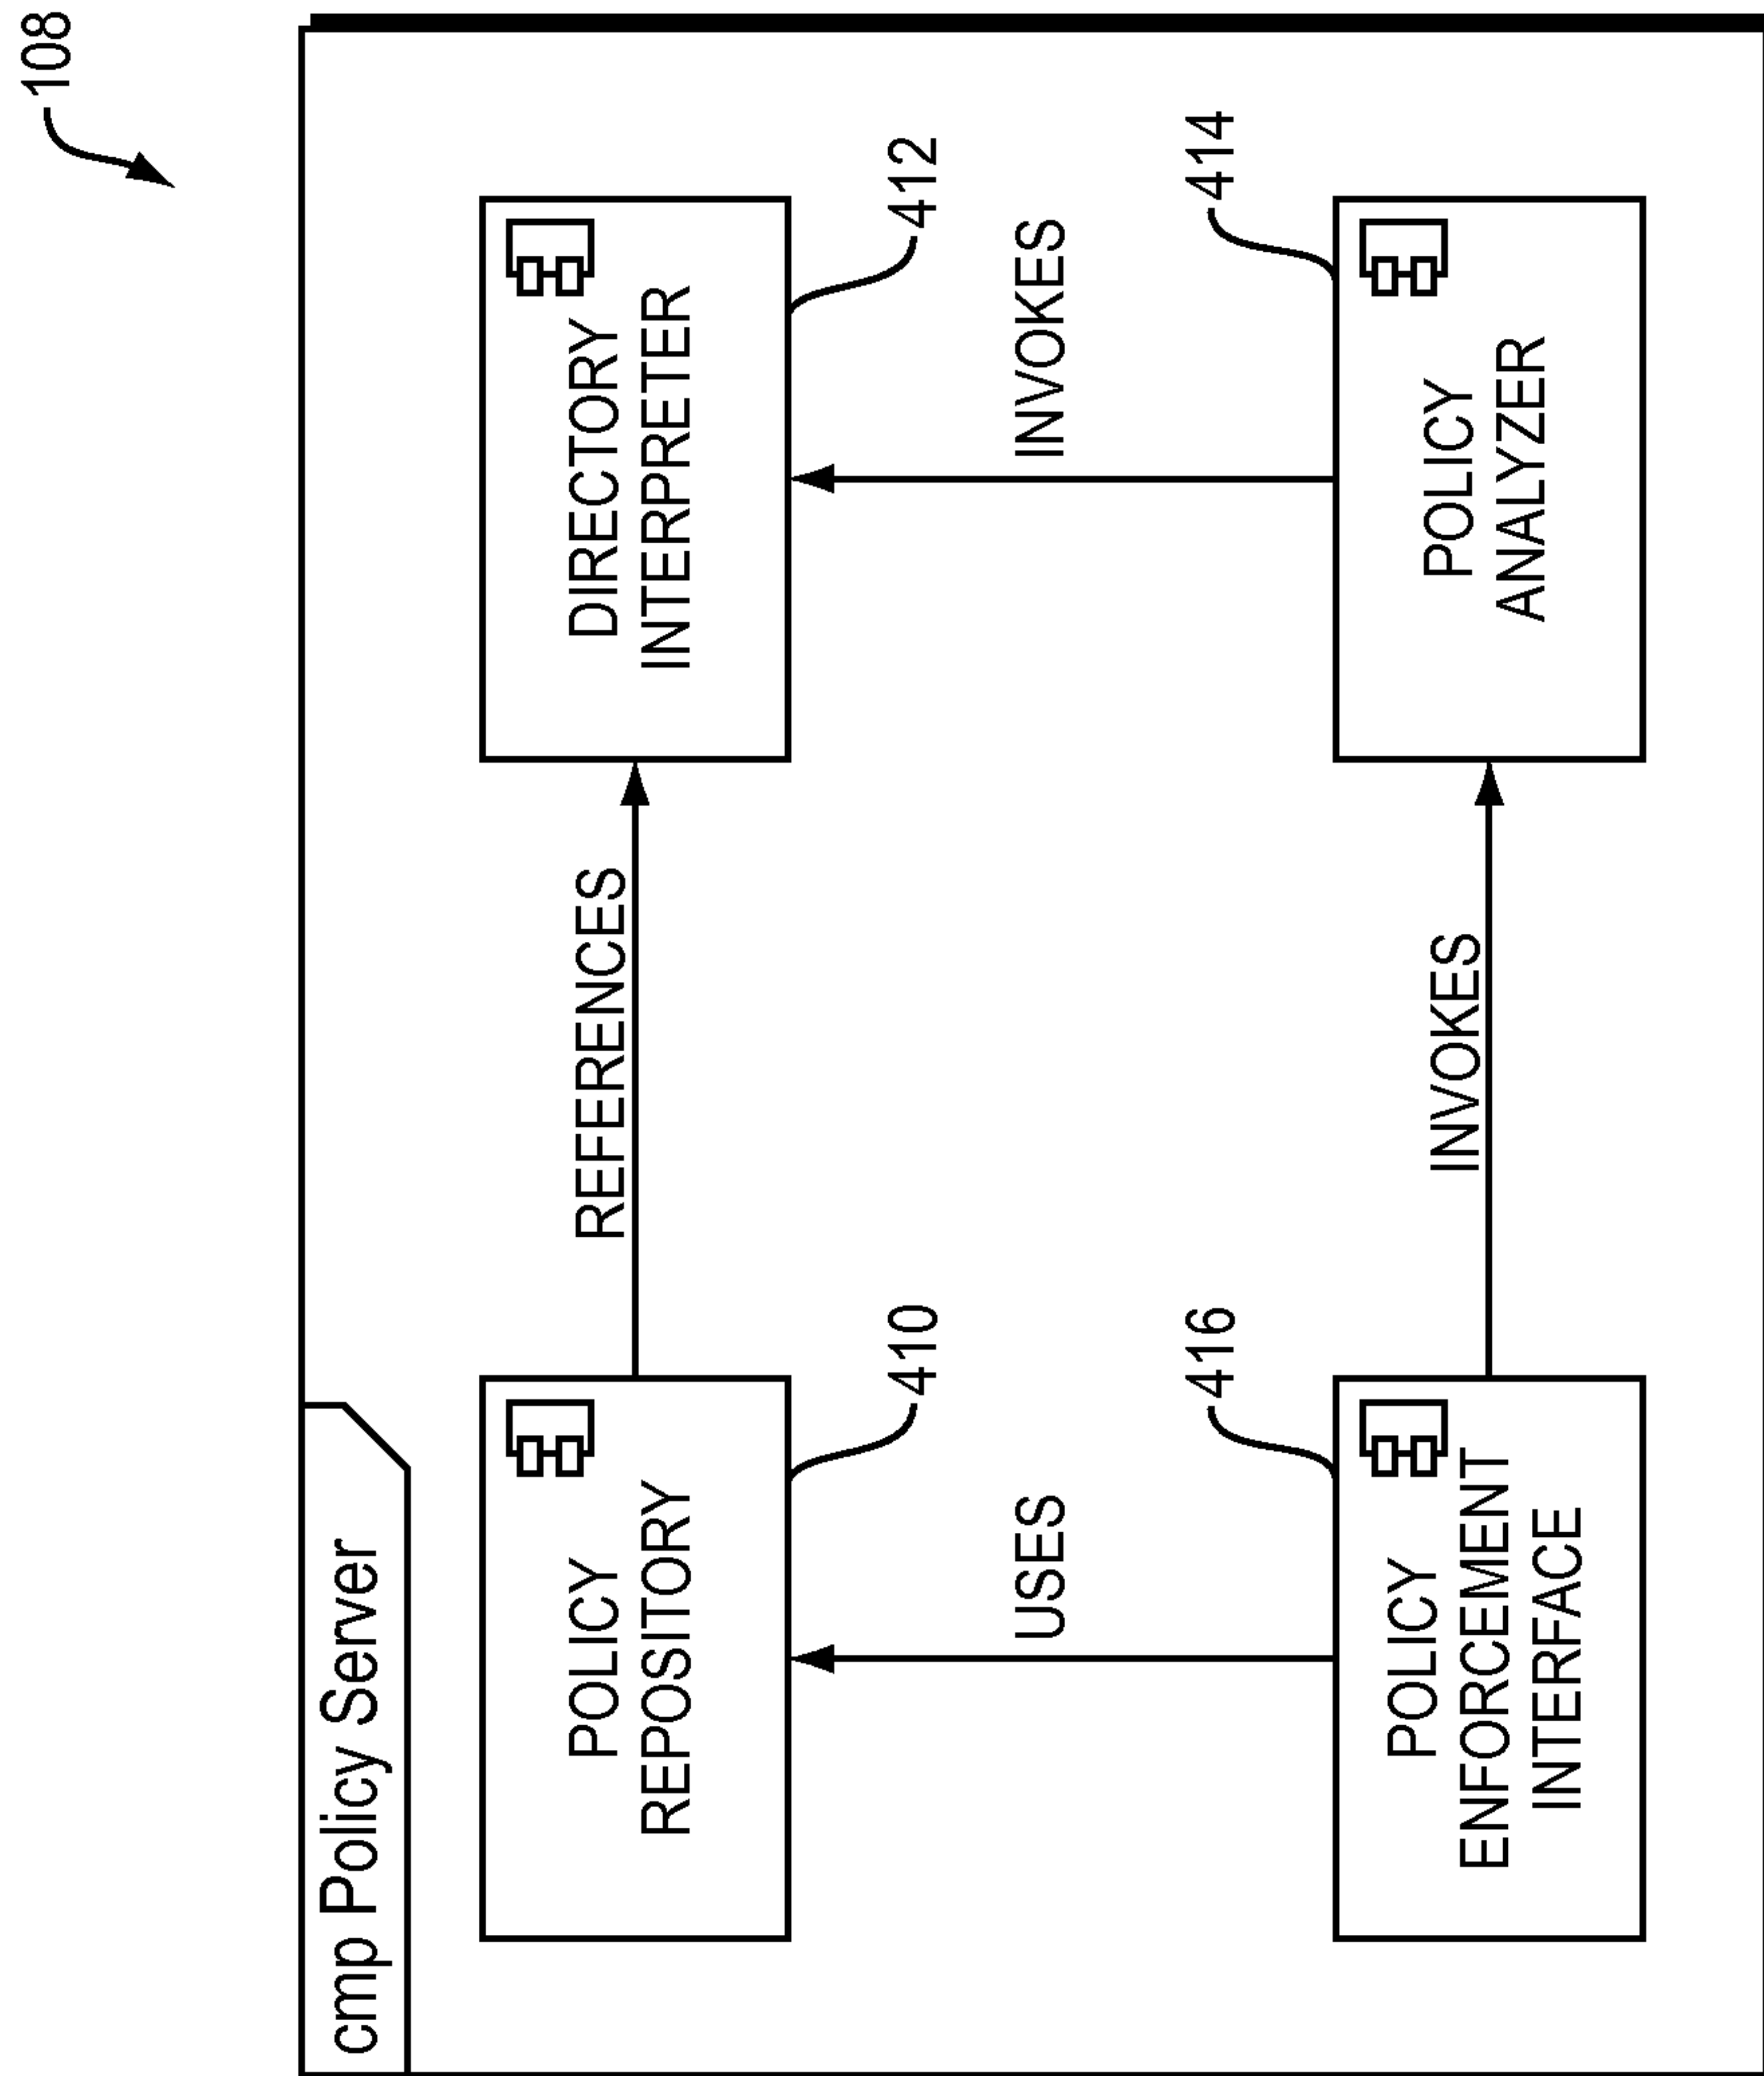 108
cmp Policy Server
POLICY
REPOSITORY
REFERENCES
DIRECTORY
INTERPRETER
410
412
USES
INVOKES
416
414
POLICY
ENFORCEMENT
INTERFACE
INVOKES
POLICY
ANALYZER